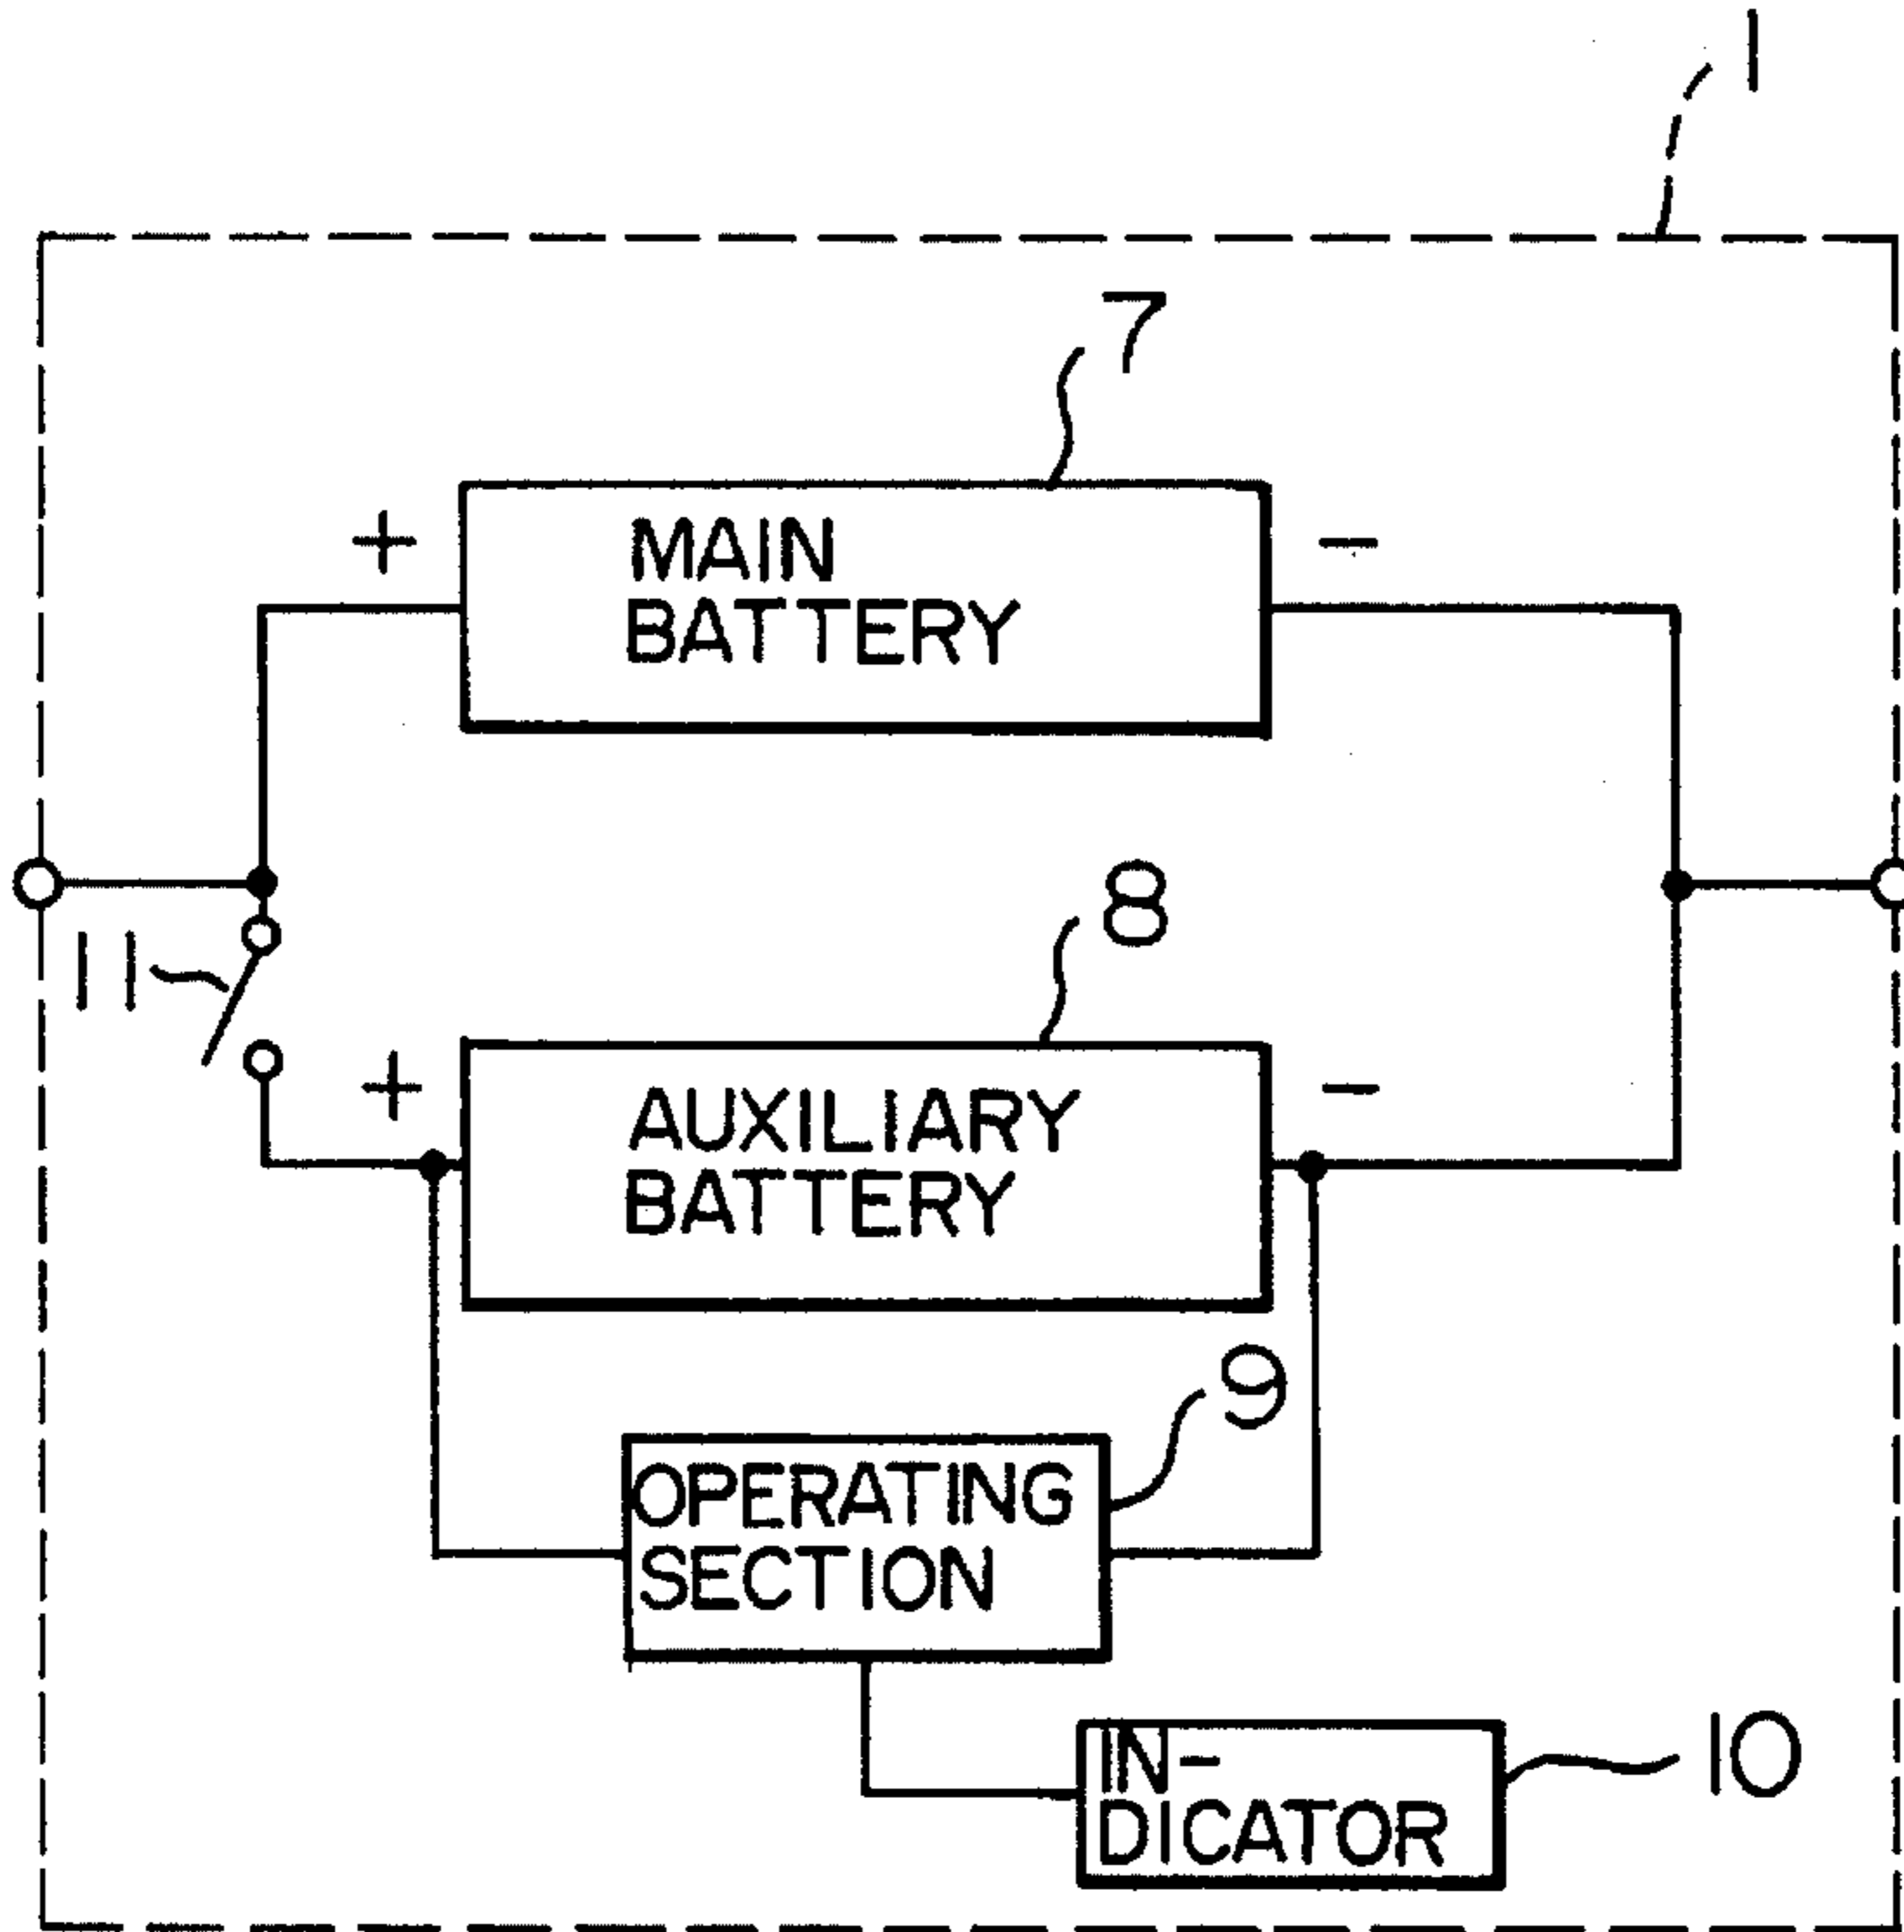 1
7
+
MAIN
BATTERY
-
8
11
+
AUXILIARY
BATTERY
-
9
OPERATING
SECTION
IN-
DICATOR
10